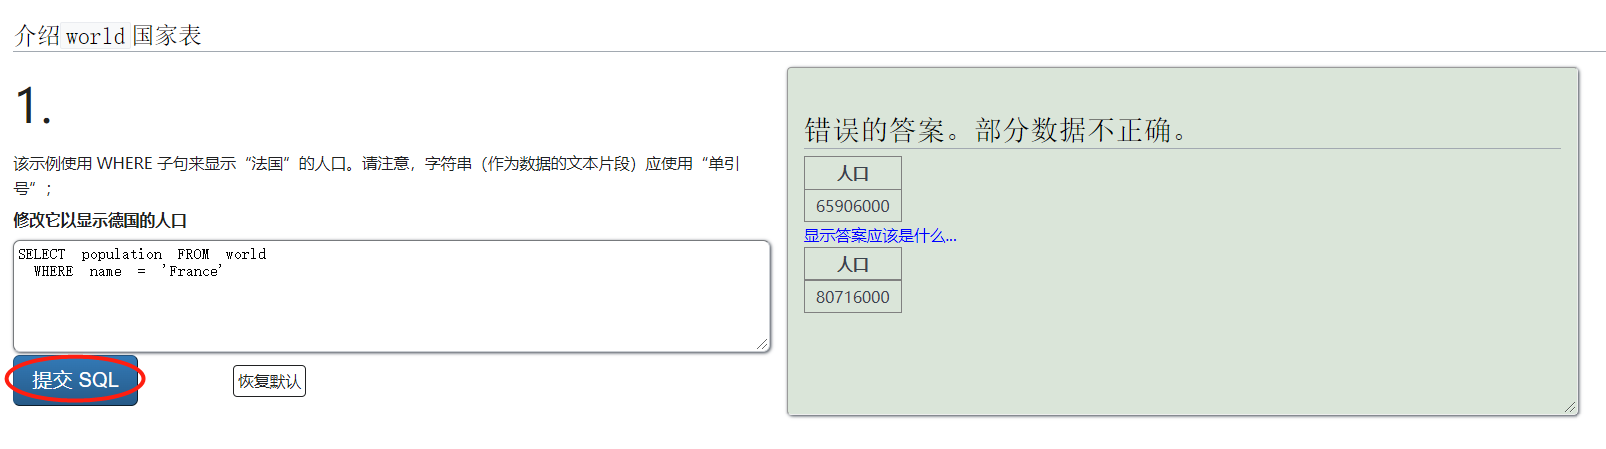 介绍world国家表
1.
该示例使用 WHERE 子句来显示“法国”的人口。请注意，字符串（作为数据的文本片段）应使用“单引
号”；
修改它以显示德国的人口
SELECT population FROM world
WHERE name = 'France'
提交 SQL
恢复默认
错误的答案。部分数据不正确。
人口
65906000
显示答案应该是什么...
人口
80716000